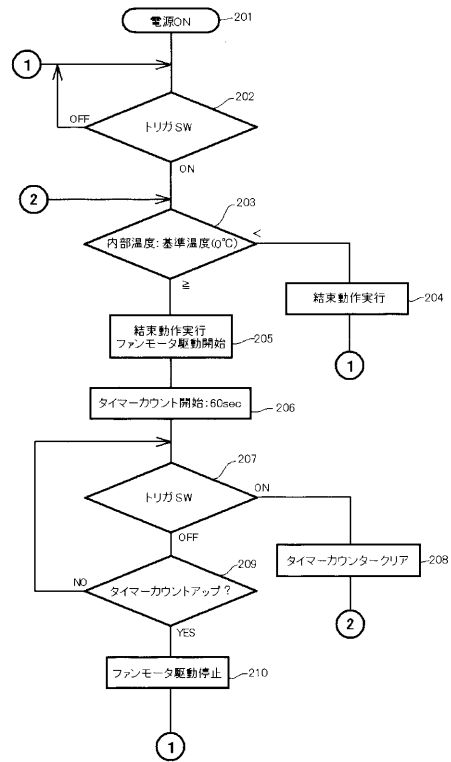 電源ON
201
1
202
OFF
トリガSW
ON
2
203
内部温度:基準温度(0℃)
<
≧
結束動作実行
204
結束動作実行
ファンモータ駆動開始
205
1
タイマーカウント開始:60sec
206
207
トリガSW
ON
OFF
209
タイマーカウンタークリア
208
NO
タイマーカウントアップ?
2
YES
ファンモータ駆動停止
210
1